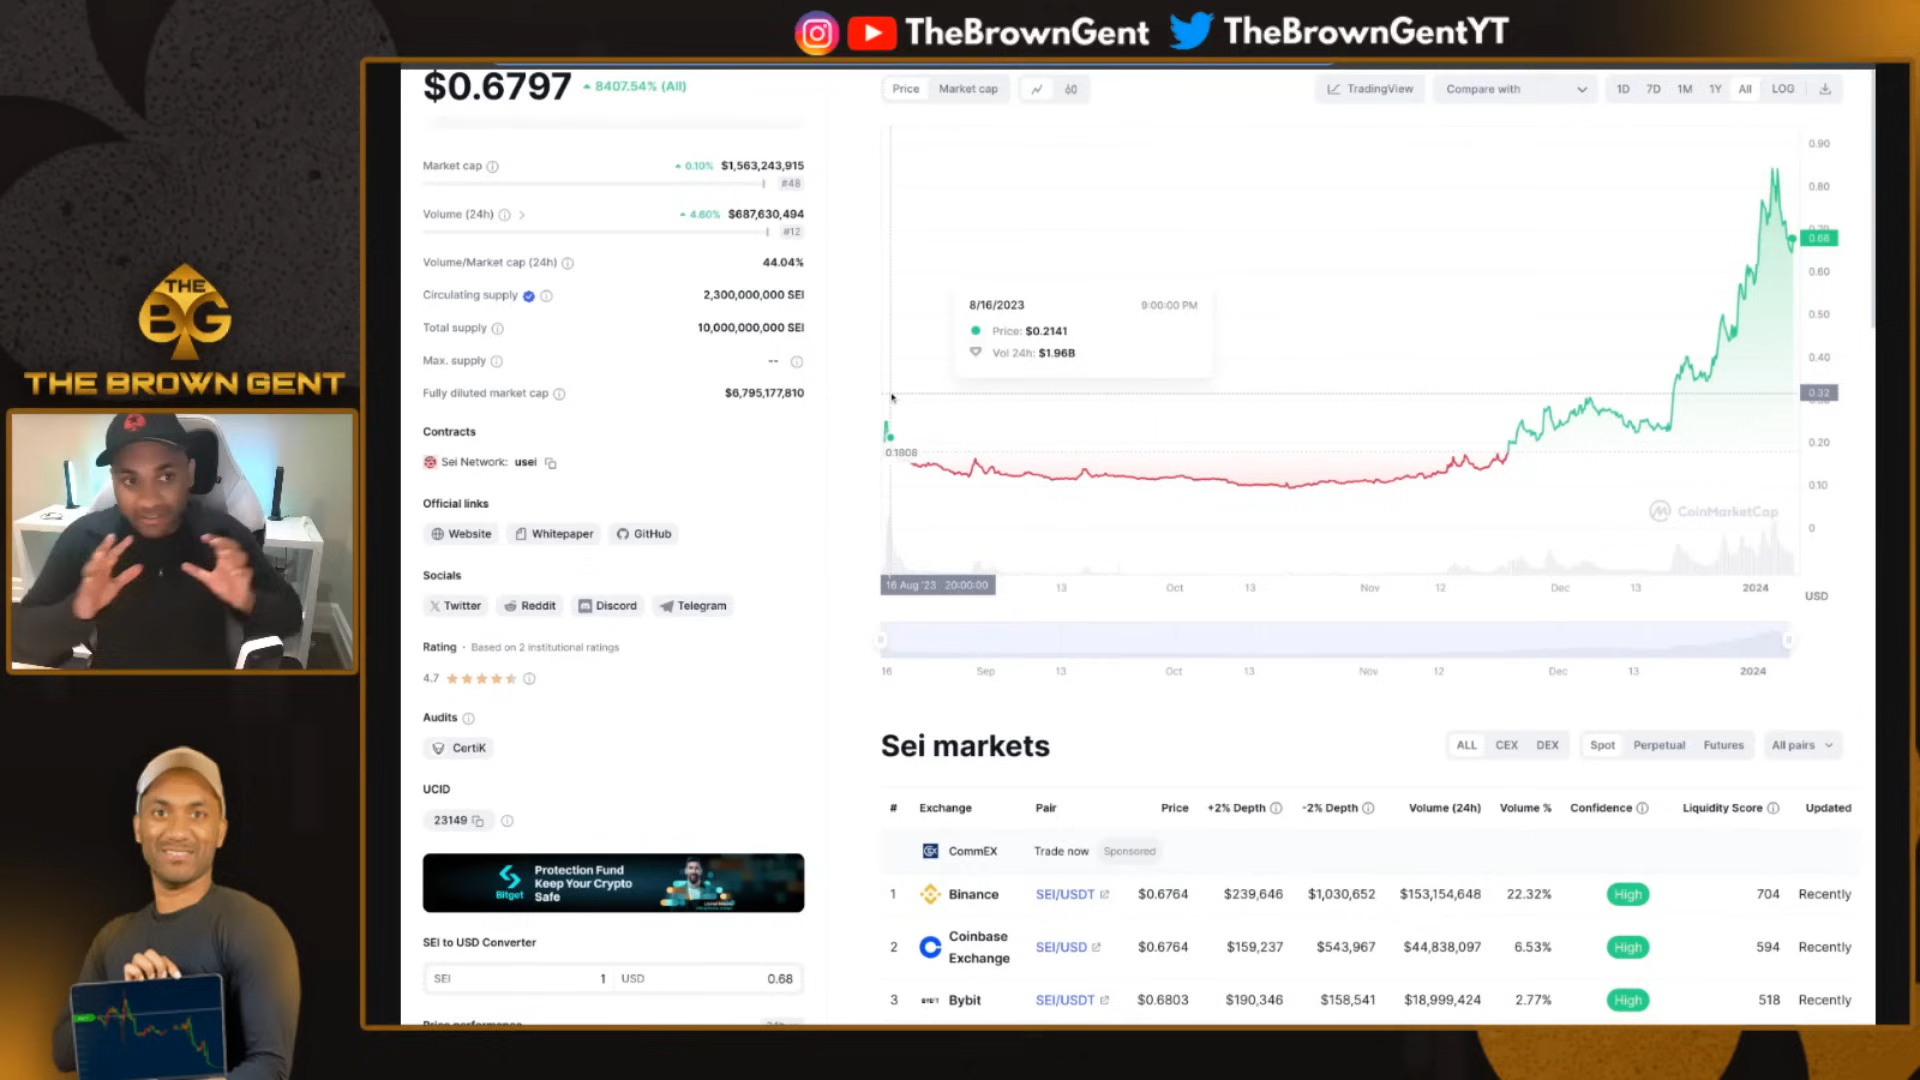 TheBrownGent TheBrownGentYT
$0.6797 8407.54% (All)
Price Market cap TradingView Compare with 1D 7D 1M 1Y All LOG
Market cap 0.10% $1,563,243,915
#48
Volume (24h) 4.60% $687,630,494
#12
Volume/Market cap (24h) 44.04%
Circulating supply 2,300,000,000 SEI
Total supply 10,000,000,000 SEI
Max. supply --
Fully diluted market cap $6,795,177,810
Contracts
Sei Network: usei
Official links
Website Whitepaper GitHub
Socials
Twitter Reddit Discord Telegram
Rating · Based on 2 institutional ratings
4.7
Audits
CertiK
UCID
23149
Bitget
Protection Fund
Keep Your Crypto
Safe
SEI to USD Converter
SEI 1 USD 0.68
0.90
0.80
0.68
0.60
0.50
0.40
0.32
0.20
0.10
0
8/16/2023 9:00:00 PM
Price: $0.2141
Vol 24h: $1.96B
0.1808
CoinMarketCap
16 Aug '23 20:00:00 13 Oct 13 Nov 12 Dec 13 2024
USD
16 Sep 13 Oct 13 Nov 12 Dec 13 2024
Sei markets
ALL CEX DEX Spot Perpetual Futures All pairs
# Exchange Pair Price +2% Depth -2% Depth Volume (24h) Volume % Confidence Liquidity Score Updated
CommEX Trade now Sponsored
1 Binance SEI/USDT $0.6764 $239,646 $1,030,652 $153,154,648 22.32% High 704 Recently
2 Coinbase Exchange SEI/USD $0.6764 $159,237 $543,967 $44,838,097 6.53% High 594 Recently
3 Bybit SEI/USDT $0.6803 $190,346 $158,541 $18,999,424 2.77% High 518 Recently
THE
BG
THE BROWN GENT